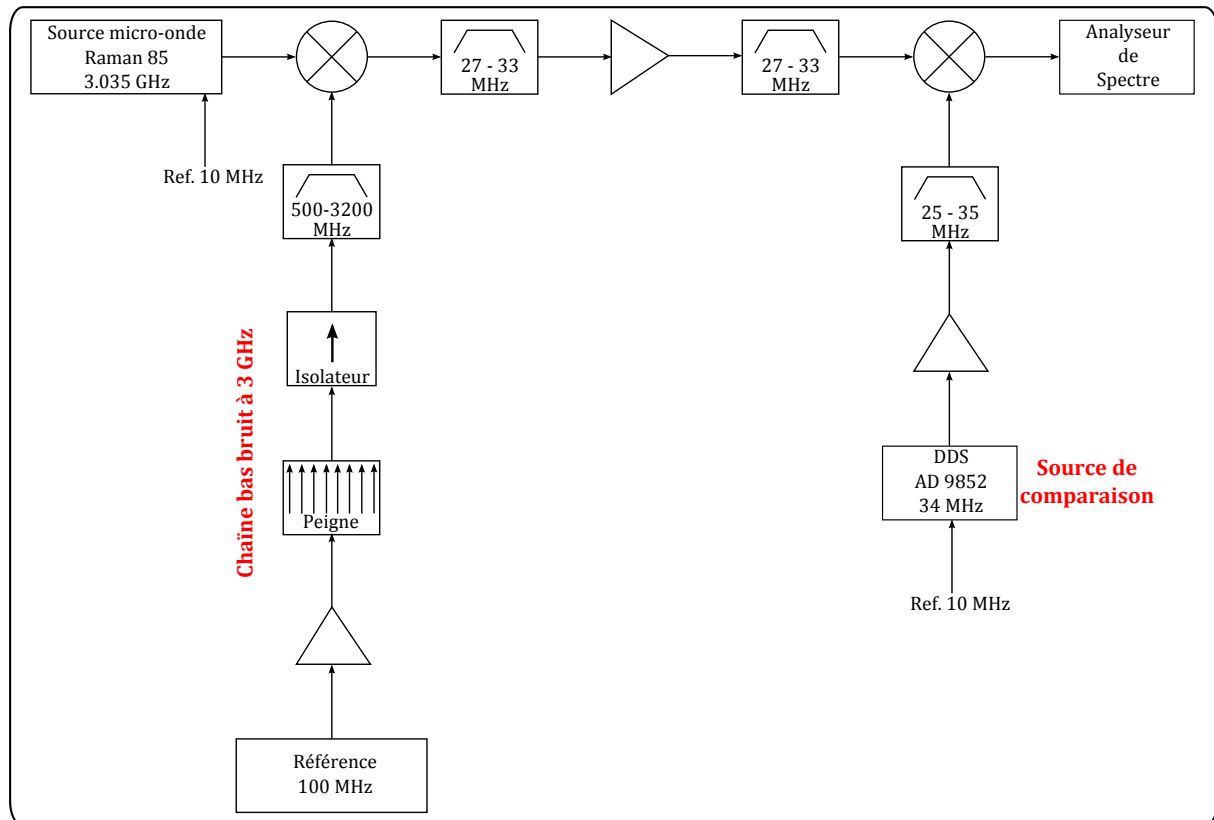 Source micro-onde
Raman 85
3.035 GHz
27 - 33
MHz
27 - 33
MHz
Analyseur
de
Spectre
Ref. 10 MHz
500-3200
MHz
25 - 35
MHz
Isolateur
Chaîne bas bruit à 3 GHz
Peigne
DDS
AD 9852
34 MHz
Source de
comparaison
Ref. 10 MHz
Référence
100 MHz